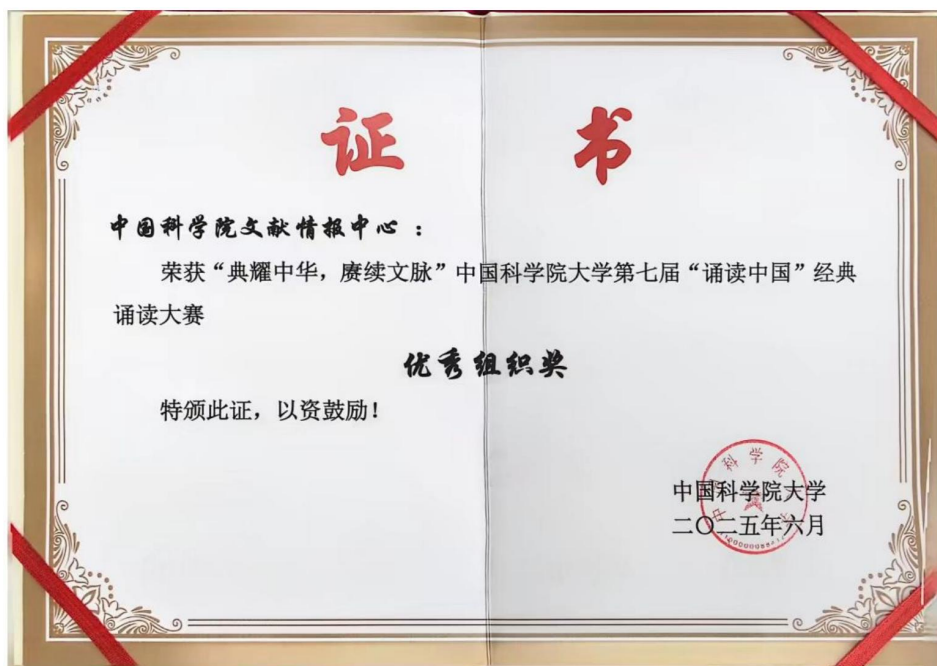 证 书
中国科学院文献情报中心：
荣获“典耀中华，赓续文脉”中国科学院大学第七届“诵读中国”经典
诵读大赛
优秀组织奖
特颁此证，以资鼓励！
中国科学院大学
二〇二五年六月